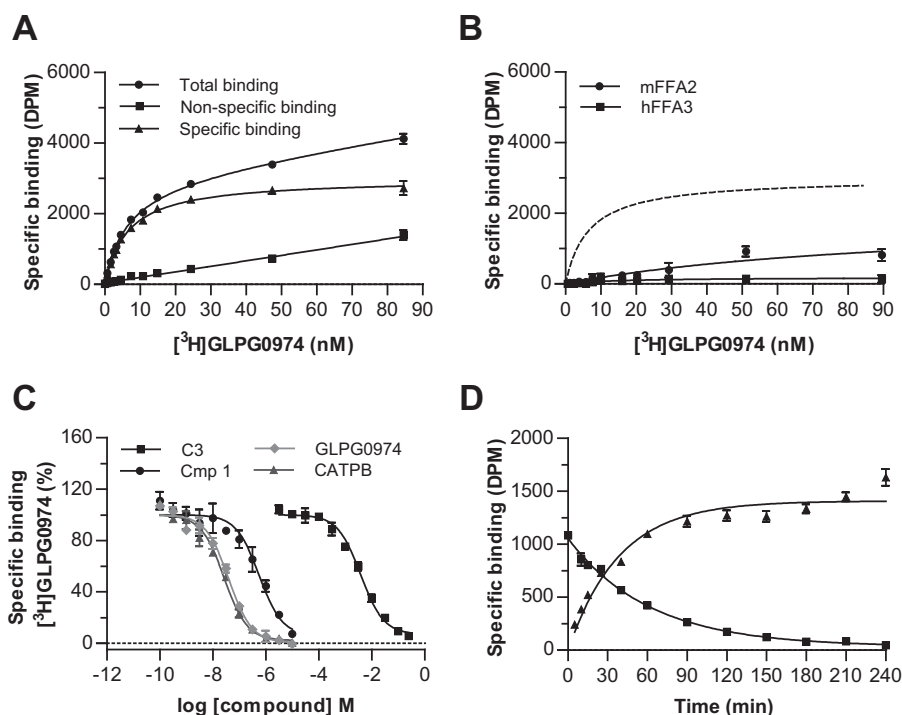 A
Specific binding (DPM)
6000
4000
2000
0
Total binding
Non-specific binding
Specific binding
0 10 20 30 40 50 60 70 80 90
[³H]GLPG0974 (nM)
B
Specific binding (DPM)
6000
4000
2000
0
mFFA2
hFFA3
0 10 20 30 40 50 60 70 80 90
[³H]GLPG0974 (nM)
C
Specific binding
[³H]GLPG0974 (%)
160
120
80
40
0
C3
Cmp 1
GLPG0974
CATPB
-12 -10 -8 -6 -4 -2 0
log [compound] M
D
Specific binding (DPM)
2000
1500
1000
500
0
0 30 60 90 120 150 180 210 240
Time (min)